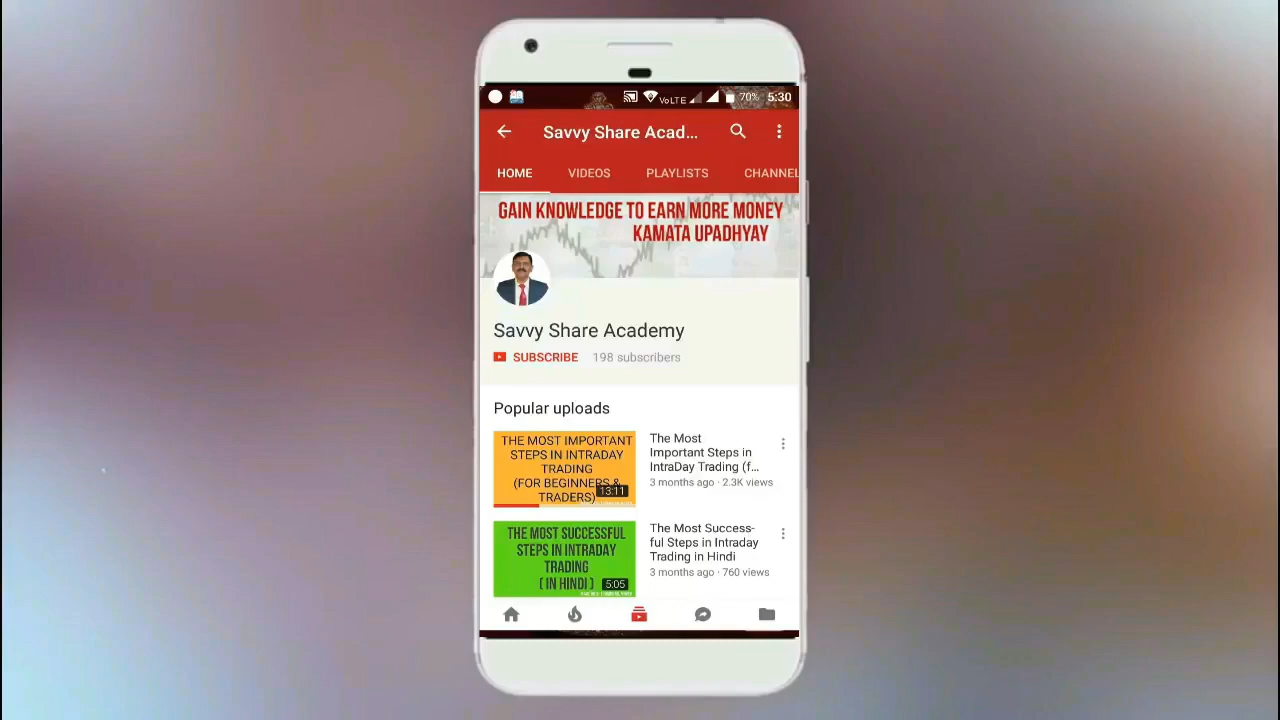 VoLTE 70% 5:30
Savvy Share Acad...
HOME VIDEOS PLAYLISTS CHANNEL
GAIN KNOWLEDGE TO EARN MORE MONEY
KAMATA UPADHYAY
Savvy Share Academy
SUBSCRIBE 198 subscribers
Popular uploads
THE MOST IMPORTANT
STEPS IN INTRADAY
TRADING
(FOR BEGINNERS &
TRADERS)
13:11
The Most
Important Steps in
IntraDay Trading (f...
3 months ago · 2.3K views
THE MOST SUCCESSFUL
STEPS IN INTRADAY
TRADING
( IN HINDI )
5:05
The Most Success-
ful Steps in Intraday
Trading in Hindi
3 months ago · 760 views